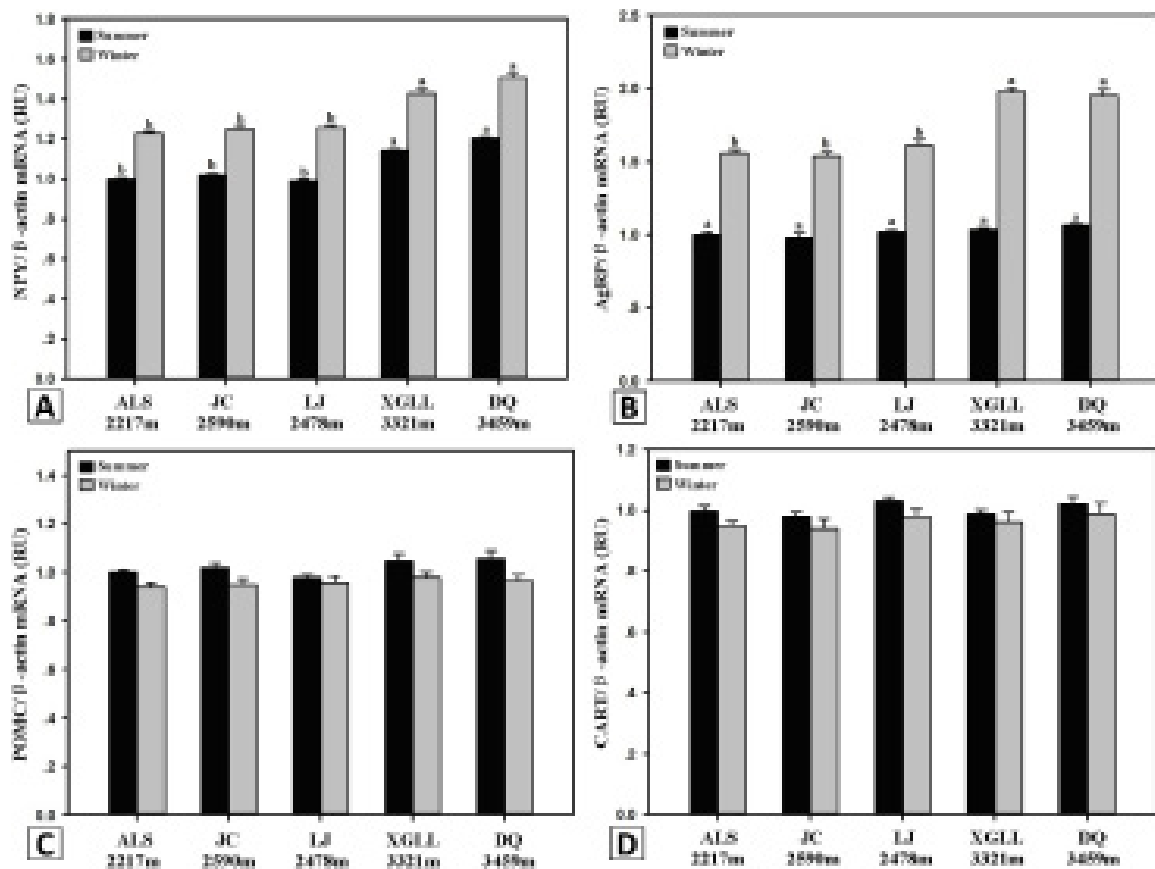 1.8
1.6
1.4
1.2
1.0
.8
.6
.4
.2
0.0
NPY/ β-actin mRNA (RU)
Summer
Winter
b b b b b b a a a a
A
ALS JC LJ XGLL DQ
2217m 2590m 2478m 3321m 3459m
2.5
2.0
1.5
1.0
.5
0.0
AgRP/ β-actin mRNA (RU)
Summer
Winter
a b a b a b a a a a
B
ALS JC LJ XGLL DQ
2217m 2590m 2478m 3321m 3459m
1.4
1.2
1.0
.8
.6
.4
.2
0.0
POMC/ β-actin mRNA (RU)
Summer
Winter
C
ALS JC LJ XGLL DQ
2217m 2590m 2478m 3321m 3459m
1.2
1.0
.8
.6
.4
.2
0.0
CART/ β-actin mRNA (RU)
Summer
Winter
D
ALS JC LJ XGLL DQ
2217m 2590m 2478m 3321m 3459m